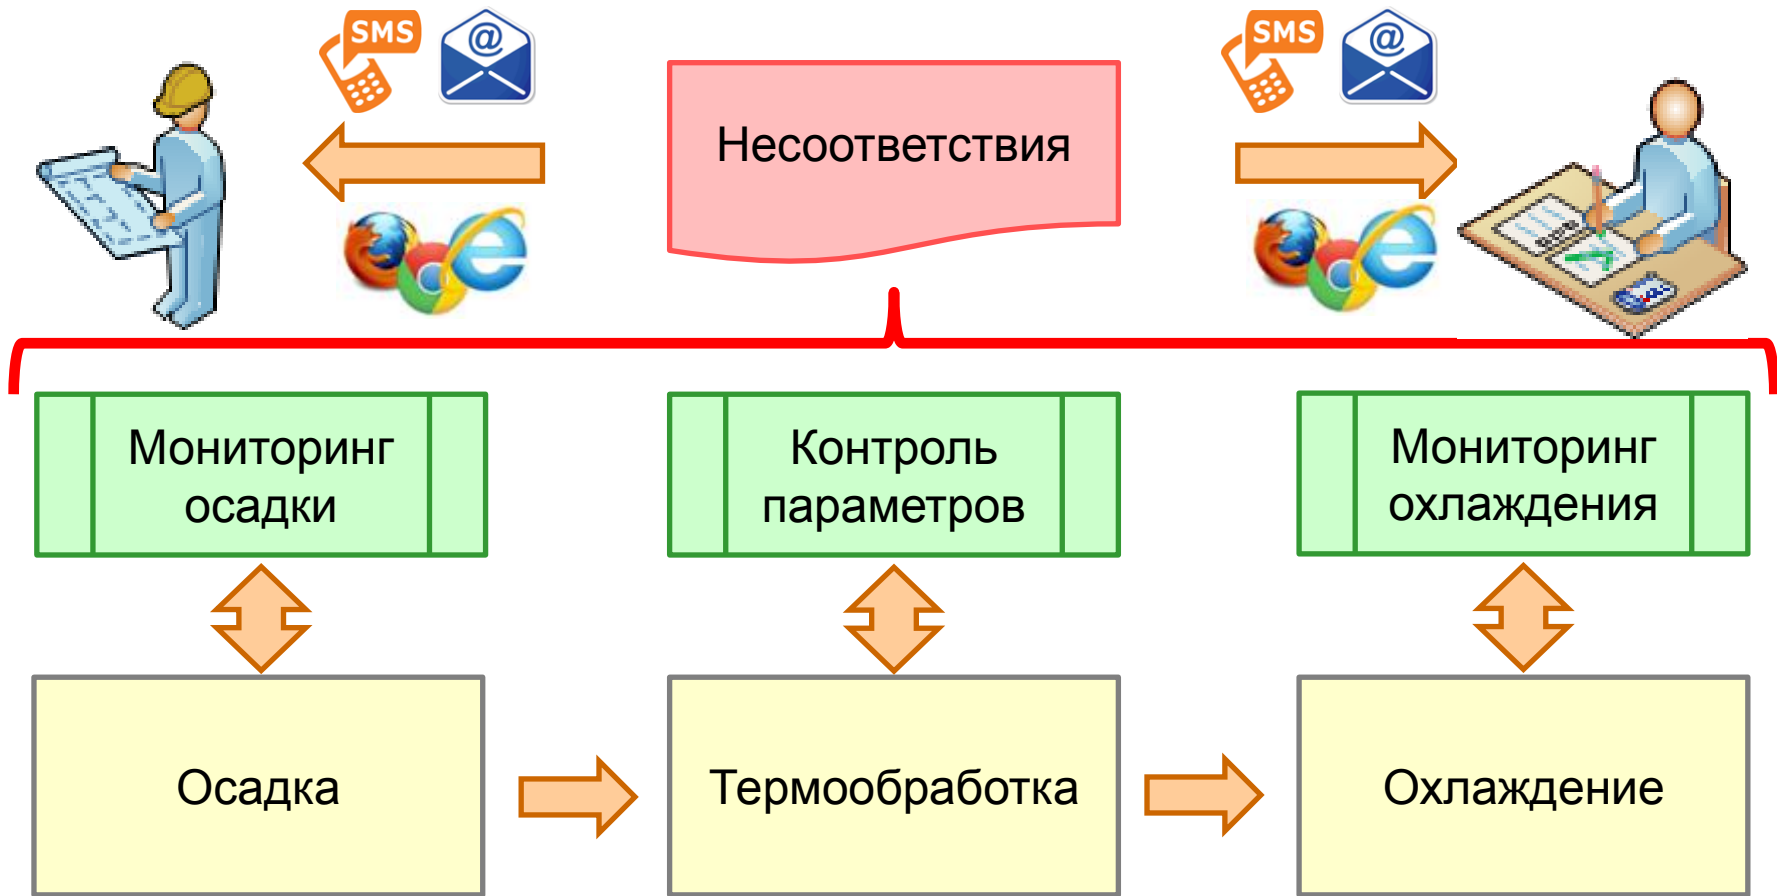 SMS
@
SMS
@
Несоответствия
Мониторинг
осадки
Контроль
параметров
Мониторинг
охлаждения
Осадка
Термообработка
Охлаждение